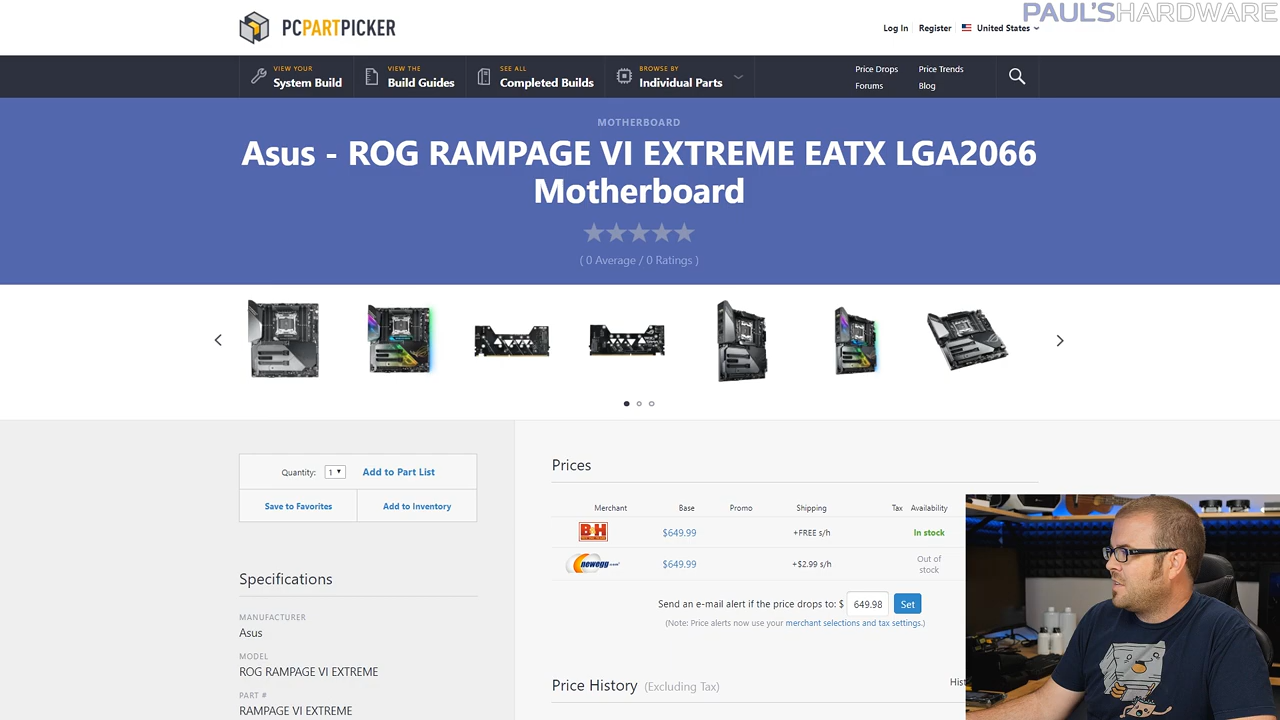 PAUL'SHARDWARE
PCPARTPICKER
Log In
Register
United States
VIEW YOUR
System Build
VIEW THE
Build Guides
SEE ALL
Completed Builds
BROWSE BY
Individual Parts
Price Drops
Price Trends
Forums
Blog
MOTHERBOARD
Asus - ROG RAMPAGE VI EXTREME EATX LGA2066
Motherboard
( 0 Average / 0 Ratings )
Quantity: 1
Add to Part List
Save to Favorites
Add to Inventory
Specifications
MANUFACTURER
Asus
MODEL
ROG RAMPAGE VI EXTREME
PART #
RAMPAGE VI EXTREME
Prices
Merchant Base Promo Shipping Tax Availability
B&H $649.99 +FREE s/h In stock
newegg.com $649.99 +$2.99 s/h Out of
stock
Send an e-mail alert if the price drops to: $ 649.98 Set
(Note: Price alerts now use your merchant selections and tax settings.)
Price History (Excluding Tax)
Hist